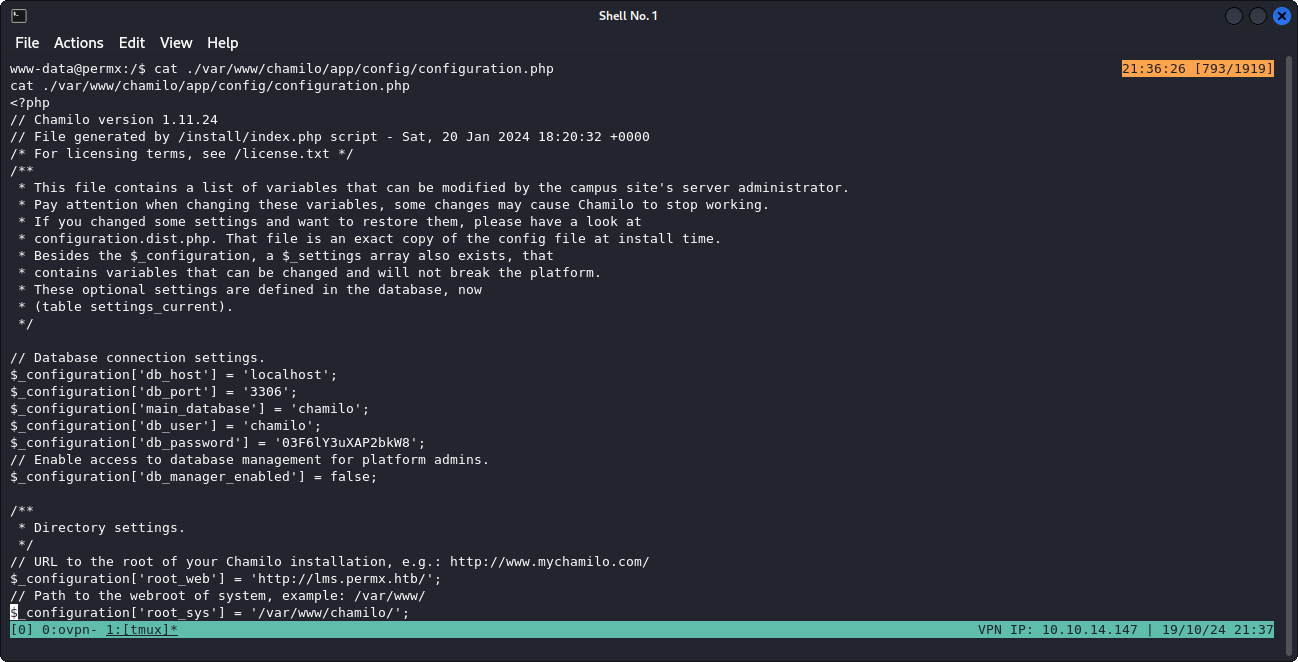 Shell No. 1
File Actions Edit View Help
www-data@permx:/$ cat ./var/www/chamilo/app/config/configuration.php 21:36:26 [793/1919]
cat ./var/www/chamilo/app/config/configuration.php
<?php
// Chamilo version 1.11.24
// File generated by /install/index.php script - Sat, 20 Jan 2024 18:20:32 +0000
/* For licensing terms, see /license.txt */
/**
 * This file contains a list of variables that can be modified by the campus site's server administrator.
 * Pay attention when changing these variables, some changes may cause Chamilo to stop working.
 * If you changed some settings and want to restore them, please have a look at
 * configuration.dist.php. That file is an exact copy of the config file at install time.
 * Besides the $_configuration, a $_settings array also exists, that
 * contains variables that can be changed and will not break the platform.
 * These optional settings are defined in the database, now
 * (table settings_current).
 */

// Database connection settings.
$_configuration['db_host'] = 'localhost';
$_configuration['db_port'] = '3306';
$_configuration['main_database'] = 'chamilo';
$_configuration['db_user'] = 'chamilo';
$_configuration['db_password'] = '03F6lY3uXAP2bkW8';
// Enable access to database management for platform admins.
$_configuration['db_manager_enabled'] = false;

/**
 * Directory settings.
 */
// URL to the root of your Chamilo installation, e.g.: http://www.mychamilo.com/
$_configuration['root_web'] = 'http://lms.permx.htb/';
// Path to the webroot of system, example: /var/www/
$_configuration['root_sys'] = '/var/www/chamilo/';
[0] 0:ovpn- 1:[tmux]* VPN IP: 10.10.14.147 | 19/10/24 21:37